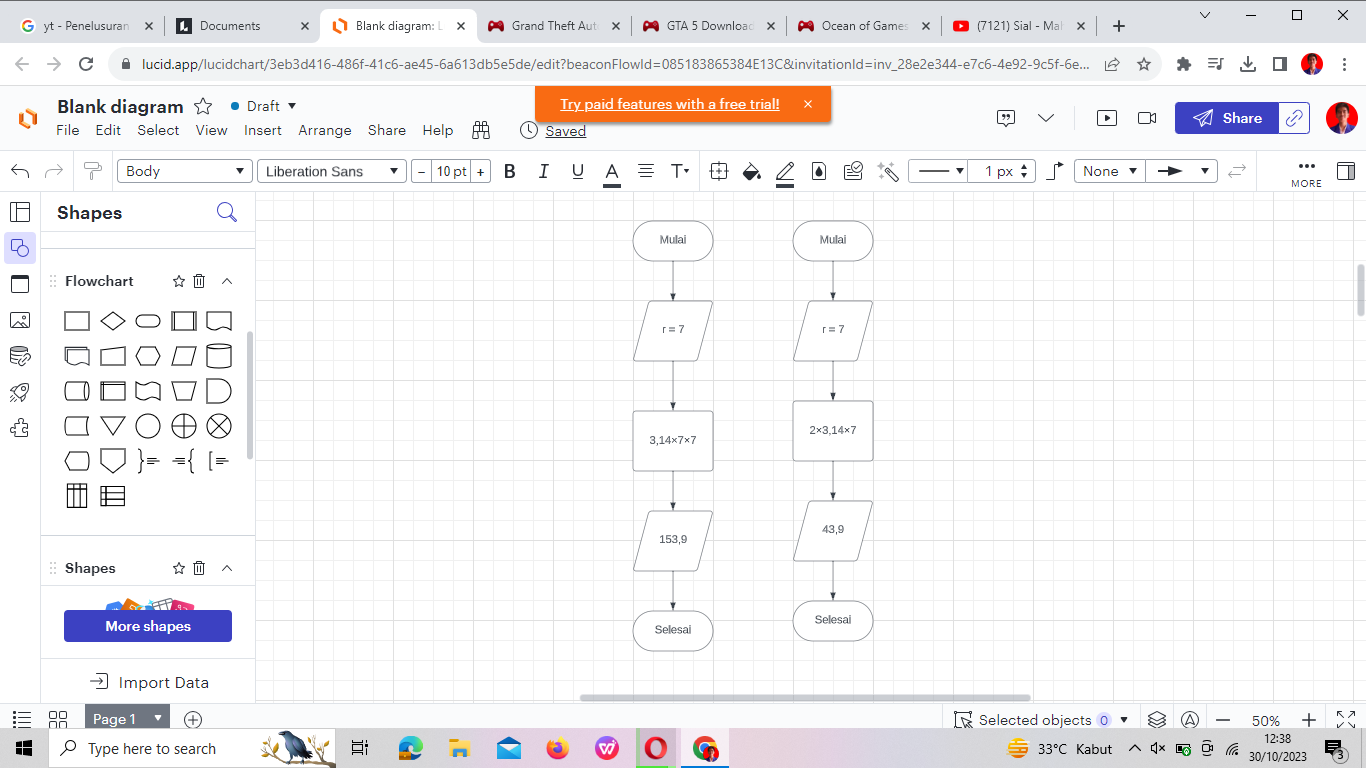 yt - Penelusuran
Documents
Blank diagram: L
Grand Theft Auto
GTA 5 Download
Ocean of Games
(7121) Sial - Mah
lucid.app/lucidchart/3eb3d416-486f-41c6-ae45-6a613db5e5de/edit?beaconFlowId=085183865384E13C&invitationId=inv_28e2e344-e7c6-4e92-9c5f-6e...
Blank diagram
Draft
Try paid features with a free trial!
File Edit Select View Insert Arrange Share Help
Saved
Share
Body
Liberation Sans
− 10 pt +
B I U A T
1 px
None
MORE
Shapes
Flowchart
Shapes
More shapes
Import Data
Mulai
r = 7
3,14×7×7
153,9
Selesai
Mulai
r = 7
2×3,14×7
43,9
Selesai
Page 1
Selected objects 0
50%
Type here to search
33°C Kabut
12:38
30/10/2023
3